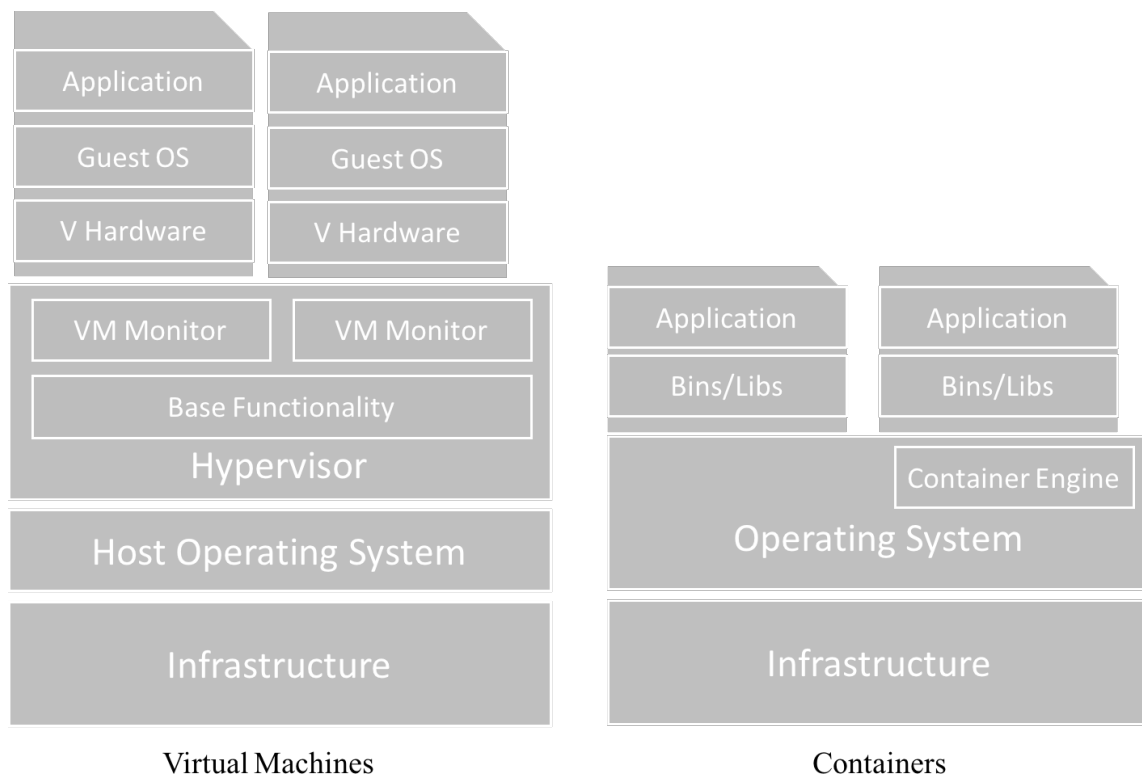 Application
Guest OS
V Hardware
Application
Guest OS
V Hardware
VM Monitor
VM Monitor
Base Functionality
Hypervisor
Host Operating System
Infrastructure
Virtual Machines
Application
Bins/Libs
Application
Bins/Libs
Container Engine
Operating System
Infrastructure
Containers